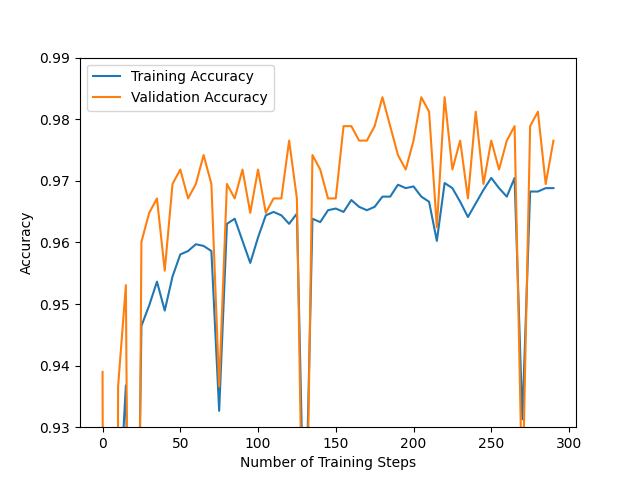 0.99
0.98
0.97
0.96
0.95
0.94
0.93
Accuracy
Training Accuracy
Validation Accuracy
0 50 100 150 200 250 300
Number of Training Steps